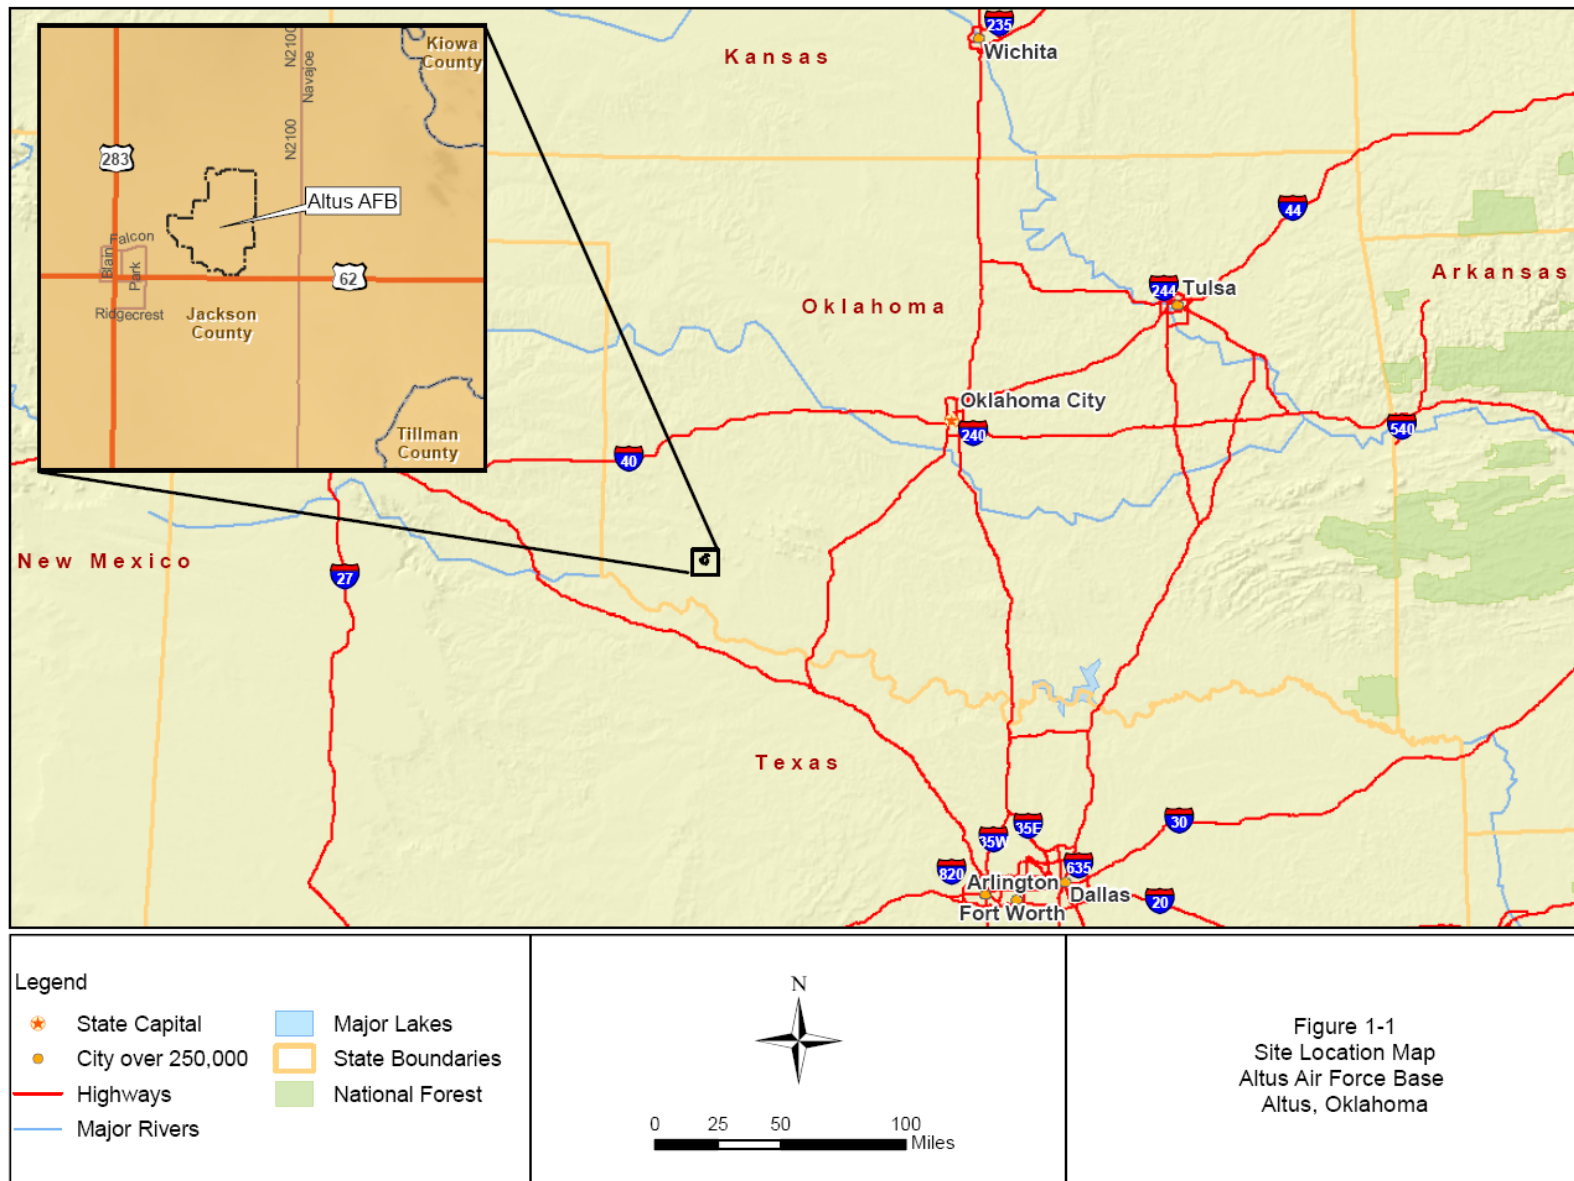 Kiowa
County
N2100
Navajoe
283
N2100
Altus AFB
Falcon
Blain
Park
62
Ridgecrest
Jackson
County
Tillman
County
235
Wichita
Kansas
44
Arkansas
244
Tulsa
Oklahoma
Oklahoma City
240
540
40
New Mexico
27
Texas
35W
35E
30
820
635
Arlington
Dallas
Fort Worth
20
Legend
State Capital
City over 250,000
Highways
Major Rivers
Major Lakes
State Boundaries
National Forest
N
0 25 50 100
Miles
Figure 1-1
Site Location Map
Altus Air Force Base
Altus, Oklahoma